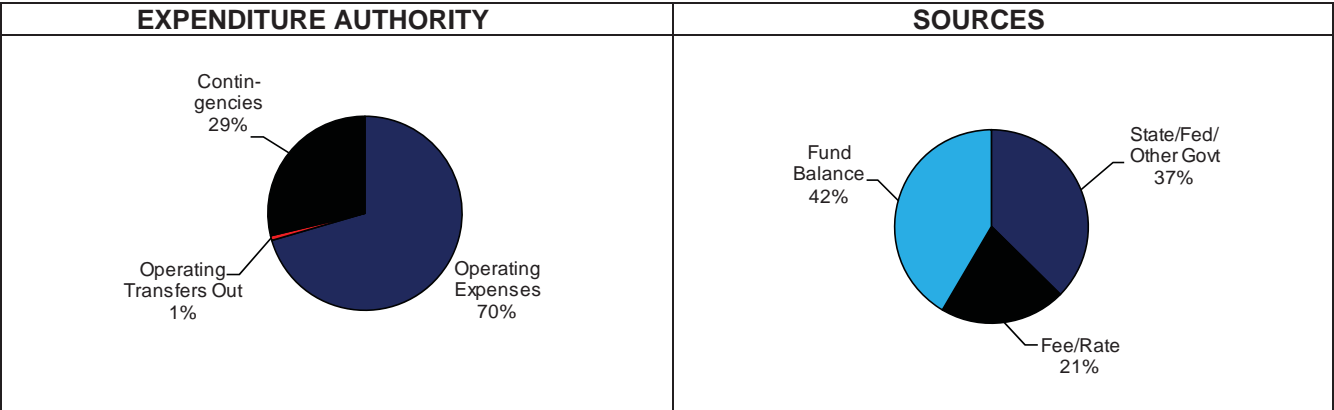 EXPENDITURE AUTHORITY
Contin-
gencies
29%
Operating
Transfers Out
1%
Operating
Expenses
70%
SOURCES
Fund
Balance
42%
State/Fed/
Other Govt
37%
Fee/Rate
21%